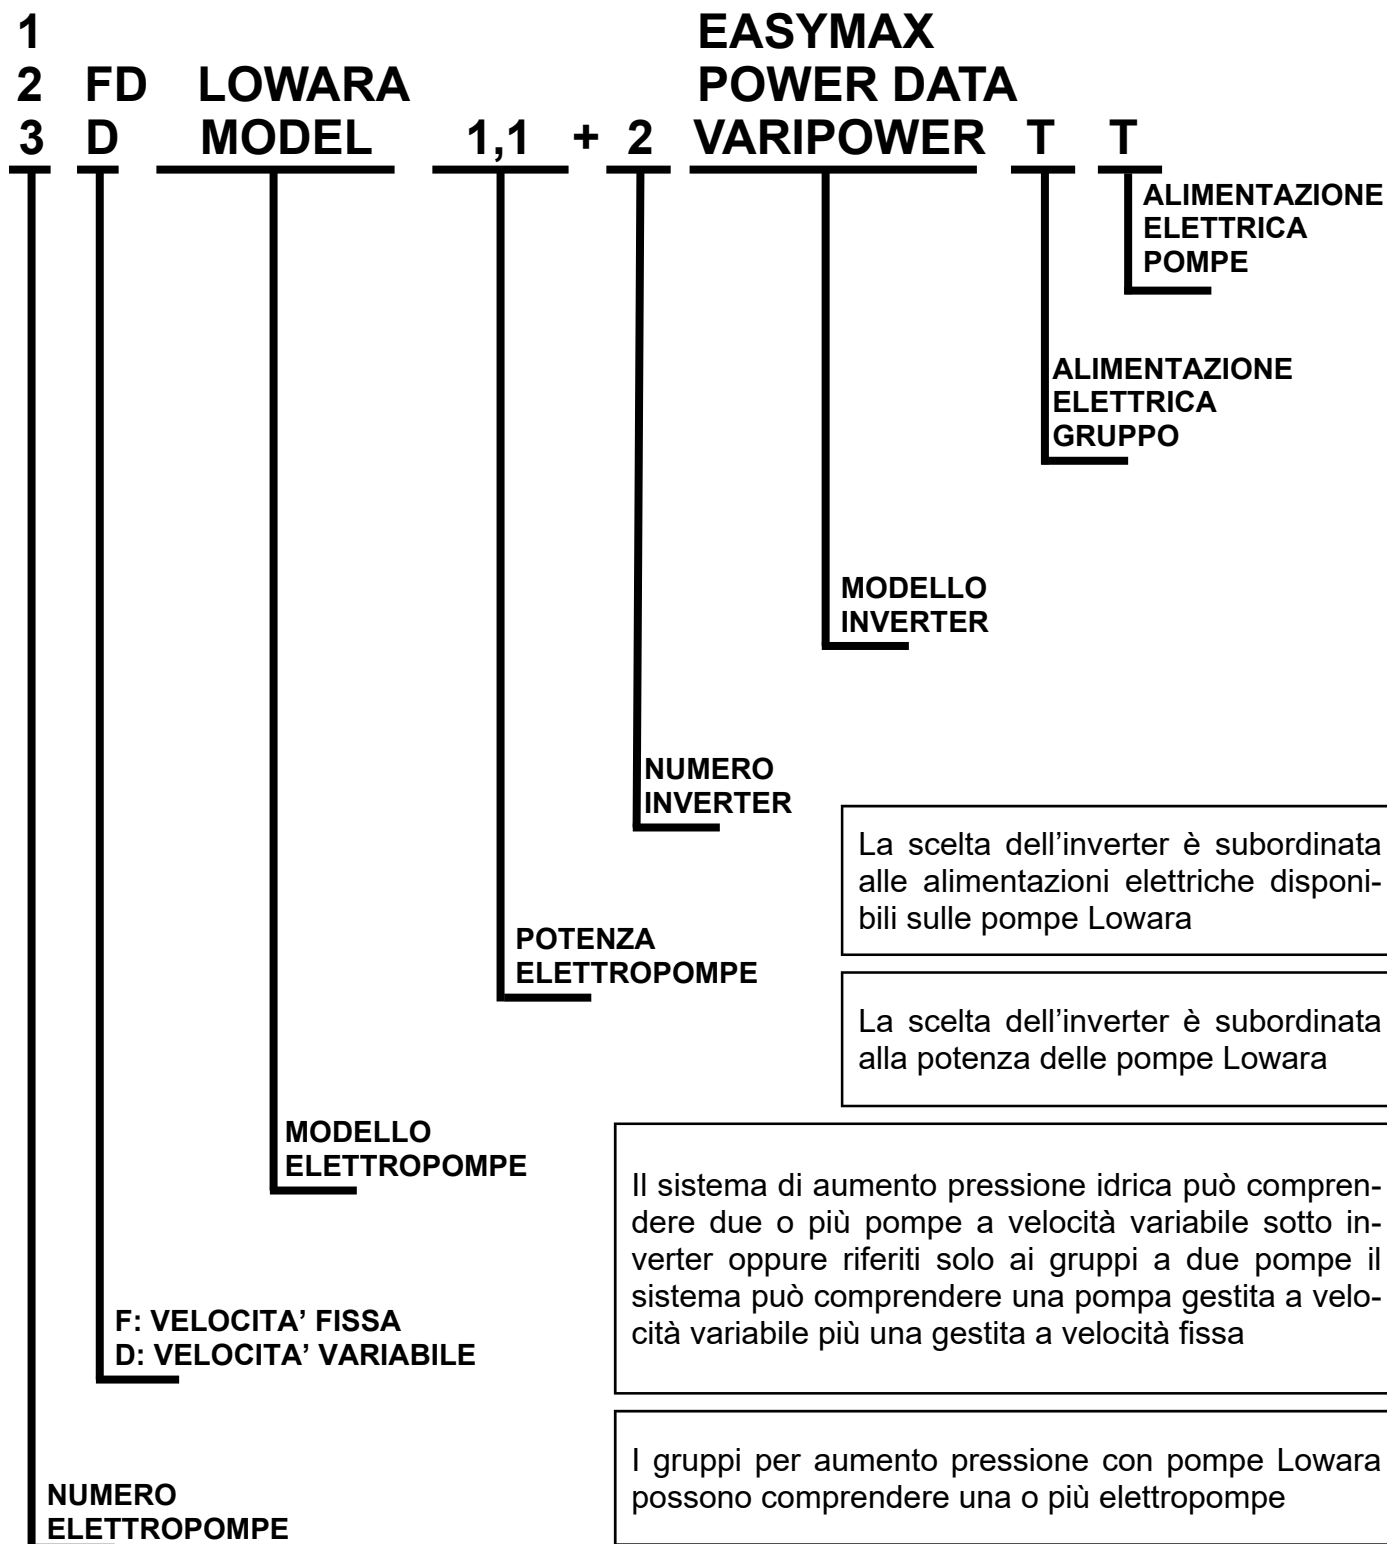 1 EASYMAX
2 FD LOWARA POWER DATA
3 D MODEL 1,1 + 2 VARIPOWER T T
ALIMENTAZIONE
ELETTRICA
POMPE
ALIMENTAZIONE
ELETTRICA
GRUPPO
MODELLO
INVERTER
NUMERO
INVERTER
La scelta dell’inverter è subordinata
alle alimentazioni elettriche disponi-
bili sulle pompe Lowara
POTENZA
ELETTROPOMPE
La scelta dell’inverter è subordinata
alla potenza delle pompe Lowara
MODELLO
ELETTROPOMPE
Il sistema di aumento pressione idrica può compren-
dere due o più pompe a velocità variabile sotto in-
verter oppure riferiti solo ai gruppi a due pompe il
sistema può comprendere una pompa gestita a velo-
cità variabile più una gestita a velocità fissa
F: VELOCITA’ FISSA
D: VELOCITA’ VARIABILE
I gruppi per aumento pressione con pompe Lowara
possono comprendere una o più elettropompe
NUMERO
ELETTROPOMPE